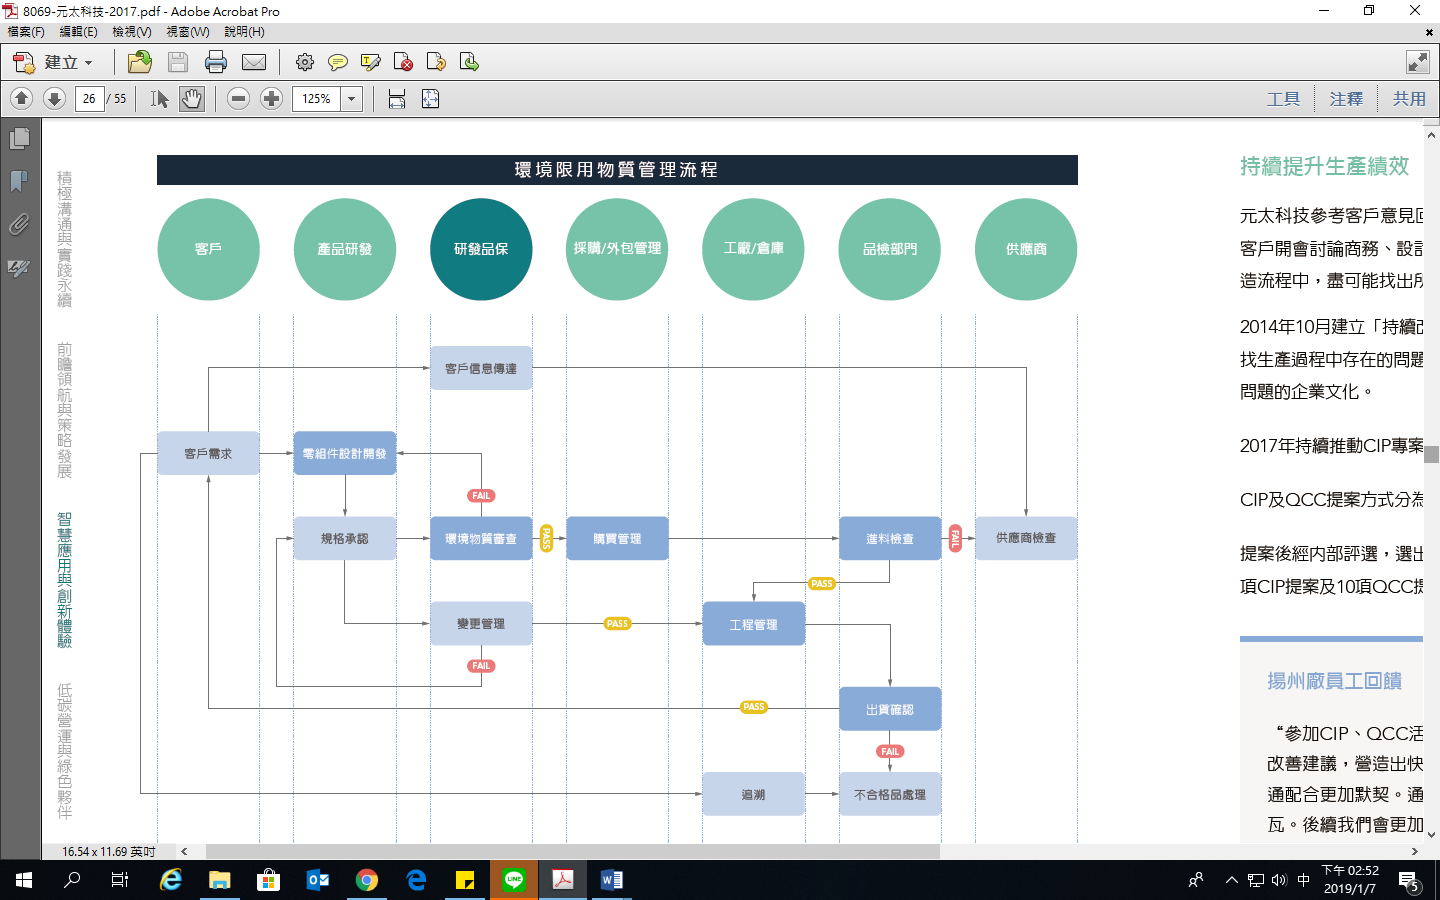 8069-元太科技-2017.pdf - Adobe Acrobat Pro
檔案(F) 編輯(E) 檢視(V) 視窗(W) 說明(H)
建立
26 / 55 125% 工具 注釋 共用
積極溝通與實踐永續
前瞻領航與策略發展
智慧應用與創新體驗
低碳營運與綠色夥伴
環境限用物質管理流程
客戶 產品研發 研發品保 採購/外包管理 工廠/倉庫 品檢部門 供應商
客戶信息傳達
客戶需求 零組件設計開發
FAIL
規格承認 環境物質審查 PASS 購買管理 進料檢查 FAIL 供應商檢查
PASS
變更管理 PASS 工程管理
FAIL
PASS 出貨確認
FAIL
追溯 不合格品處理
持續提升生產績效
元太科技參考客戶意見回
客戶開會討論商務、設計
造流程中，盡可能找出所
2014年10月建立「持續改
找生產過程中存在的問題
問題的企業文化。
2017年持續推動CIP專案
CIP及QCC提案方式分為
提案後經內部評選，選出
項CIP提案及10項QCC提
揚州廠員工回饋
“參加CIP、QCC活
改善建議，營造出快
通配合更加默契。通
瓦。後續我們會更加
16.54 x 11.69 英吋
LINE
中
下午 02:52
2019/1/7
5